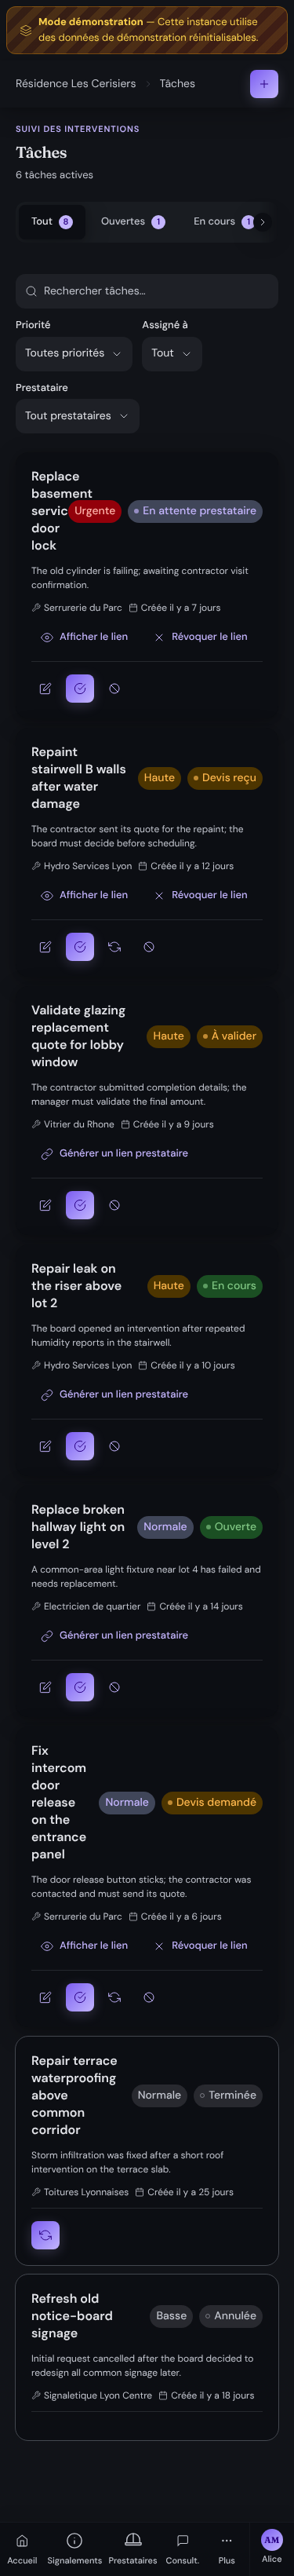 Mode démonstration — Cette instance utilise
des données de démonstration réinitialisables.
Résidence Les Cerisiers > Tâches
SUIVI DES INTERVENTIONS
Tâches
6 tâches actives
Tout 8 Ouvertes 1 En cours 1
Rechercher tâches...
Priorité Assigné à
Toutes priorités Tout
Prestataire
Tout prestataires
Replace
basement
servic
door
lock
Urgente En attente prestataire
The old cylinder is failing; awaiting contractor visit
confirmation.
Serrurerie du Parc Créée il y a 7 jours
Afficher le lien Révoquer le lien
Repaint
stairwell B walls
after water
damage
Haute Devis reçu
The contractor sent its quote for the repaint; the
board must decide before scheduling.
Hydro Services Lyon Créée il y a 12 jours
Afficher le lien Révoquer le lien
Validate glazing
replacement
quote for lobby
window
Haute À valider
The contractor submitted completion details; the
manager must validate the final amount.
Vitrier du Rhone Créée il y a 9 jours
Générer un lien prestataire
Repair leak on
the riser above
lot 2
Haute En cours
The board opened an intervention after repeated
humidity reports in the stairwell.
Hydro Services Lyon Créée il y a 10 jours
Générer un lien prestataire
Replace broken
hallway light on
level 2
Normale Ouverte
A common-area light fixture near lot 4 has failed and
needs replacement.
Electricien de quartier Créée il y a 14 jours
Générer un lien prestataire
Fix
intercom
door
release
on the
entrance
panel
Normale Devis demandé
The door release button sticks; the contractor was
contacted and must send its quote.
Serrurerie du Parc Créée il y a 6 jours
Afficher le lien Révoquer le lien
Repair terrace
waterproofing
above
common
corridor
Normale Terminée
Storm infiltration was fixed after a short roof
intervention on the terrace slab.
Toitures Lyonnaises Créée il y a 25 jours
Refresh old
notice-board
signage
Basse Annulée
Initial request cancelled after the board decided to
redesign all common signage later.
Signaletique Lyon Centre Créée il y a 18 jours
AM
Accueil Signalements Prestataires Consult. Plus Alice